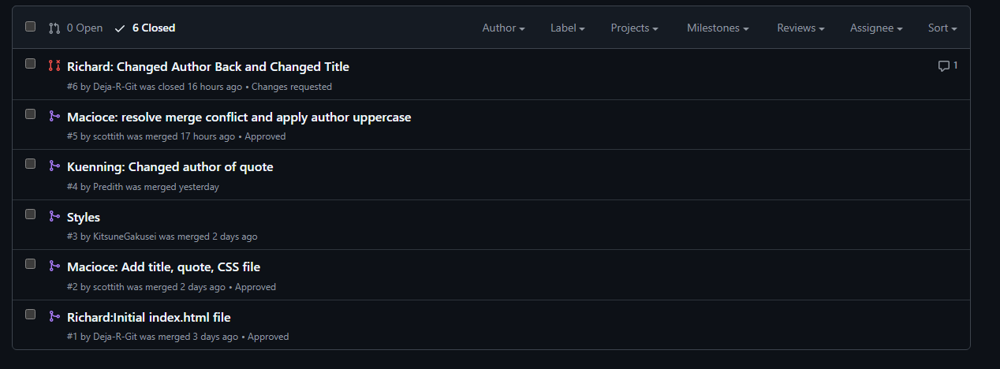 0 Open 6 Closed Author Label Projects Milestones Reviews Assignee Sort
Richard: Changed Author Back and Changed Title 1
#6 by Deja-R-Git was closed 16 hours ago • Changes requested
Macioce: resolve merge conflict and apply author uppercase
#5 by scottith was merged 17 hours ago • Approved
Kuenning: Changed author of quote
#4 by Predith was merged yesterday
Styles
#3 by KitsuneGakusei was merged 2 days ago
Macioce: Add title, quote, CSS file
#2 by scottith was merged 2 days ago • Approved
Richard:Initial index.html file
#1 by Deja-R-Git was merged 3 days ago • Approved